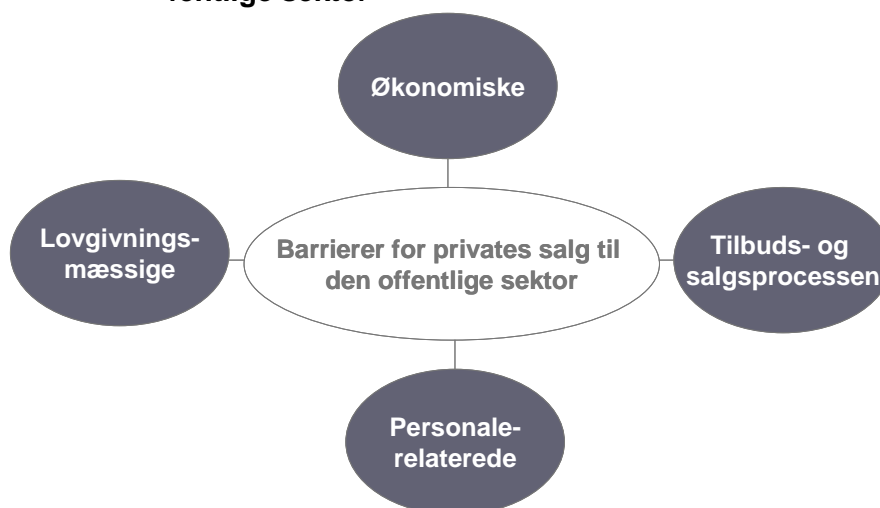 Økonomiske
Lovgivnings-
mæssige
Barrierer for privates salg til
den offentlige sektor
Tilbuds- og
salgsprocessen
Personale-
relaterede